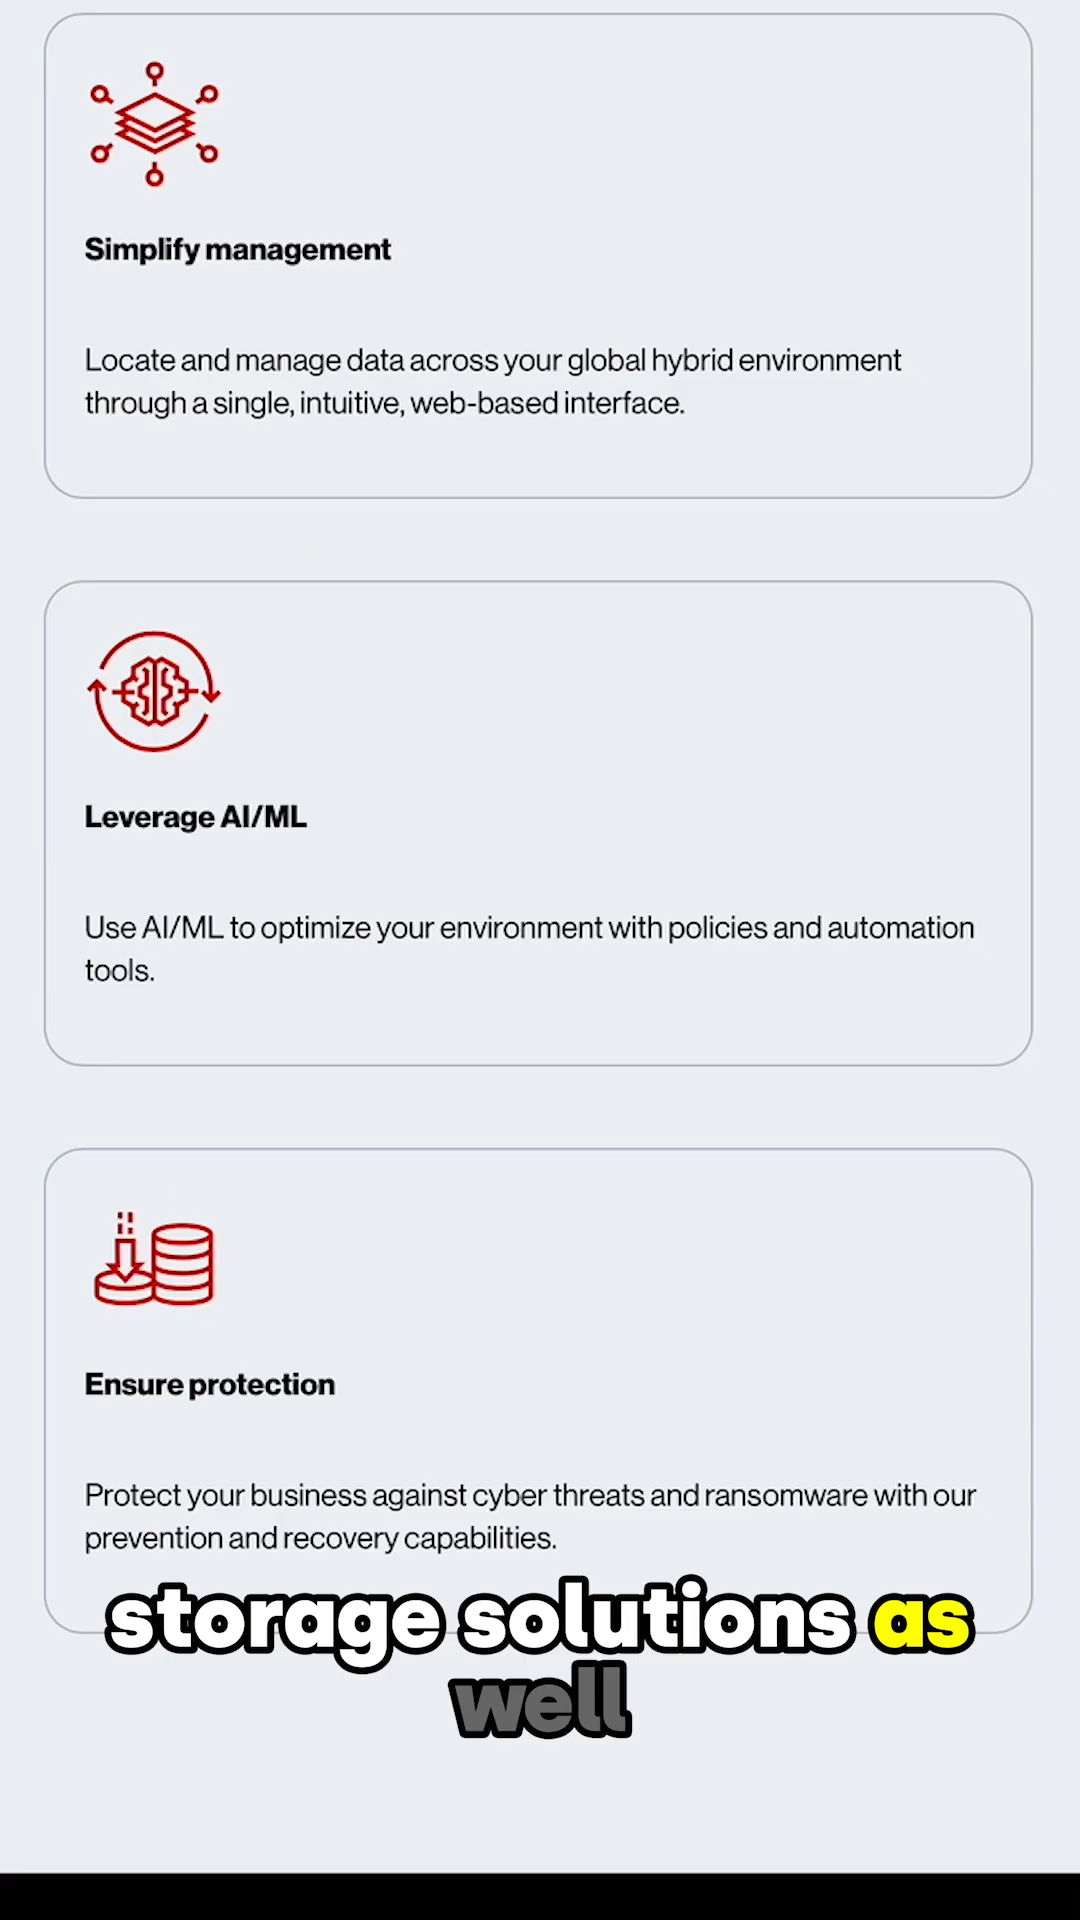 Simplify management
Locate and manage data across your global hybrid environment
through a single, intuitive, web-based interface.
Leverage AI/ML
Use AI/ML to optimize your environment with policies and automation
tools.
Ensure protection
Protect your business against cyber threats and ransomware with our
prevention and recovery capabilities.
storage solutions as
well